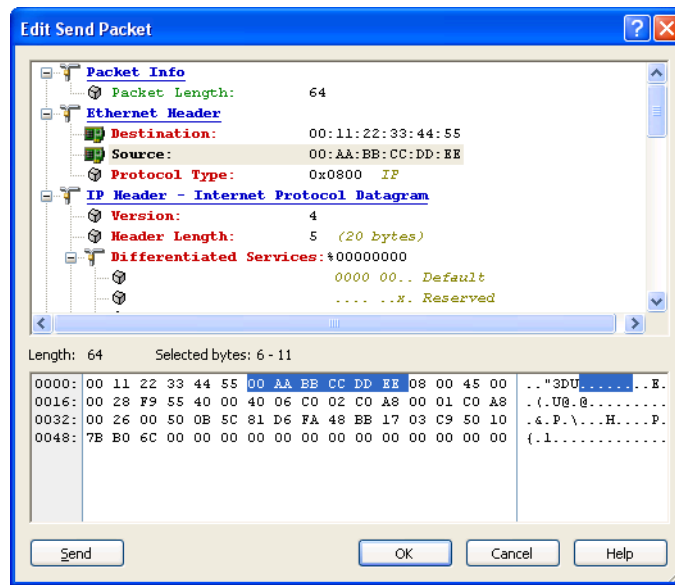 Edit Send Packet
Packet Info
Packet Length: 64
Ethernet Header
Destination: 00:11:22:33:44:55
Source: 00:AA:BB:CC:DD:EE
Protocol Type: 0x0800 IP
IP Header - Internet Protocol Datagram
Version: 4
Header Length: 5 (20 bytes)
Differentiated Services:%00000000
0000 00.. Default
.... ..x. Reserved
Length: 64 Selected bytes: 6 - 11
0000: 00 11 22 33 44 55 00 AA BB CC DD EE 08 00 45 00 .."3DU........E.
0016: 00 28 F9 55 40 00 40 06 C0 02 C0 A8 00 01 C0 A8 .(.U@.@.........
0032: 00 26 00 50 0B 5C 81 D6 FA 48 BB 17 03 C9 50 10 .&.P.\...H....P.
0048: 7B B0 6C 00 00 00 00 00 00 00 00 00 00 00 00 00 {.l.............
Send OK Cancel Help